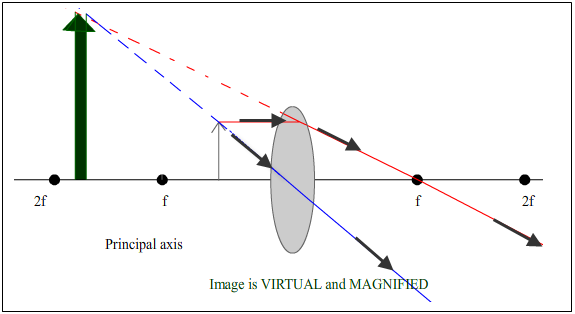 2f
f
f
2f
Principal axis
Image is VIRTUAL and MAGNIFIED